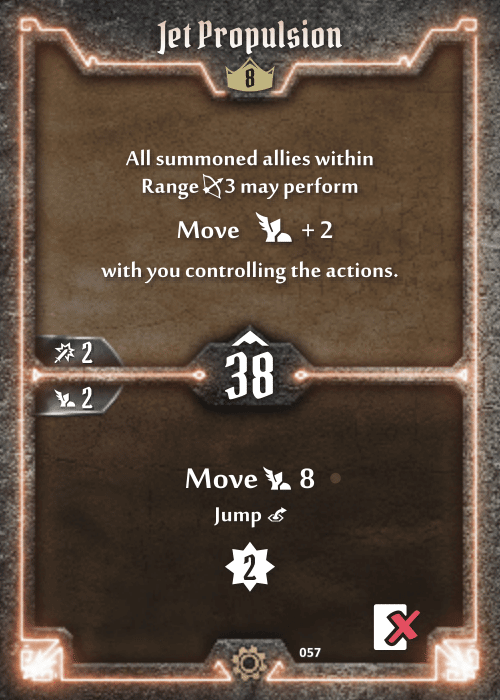 Jet Propulsion
8
All summoned allies within
Range 3 may perform
Move + 2
with you controlling the actions.
2
38
2
Move 8
Jump
2
057